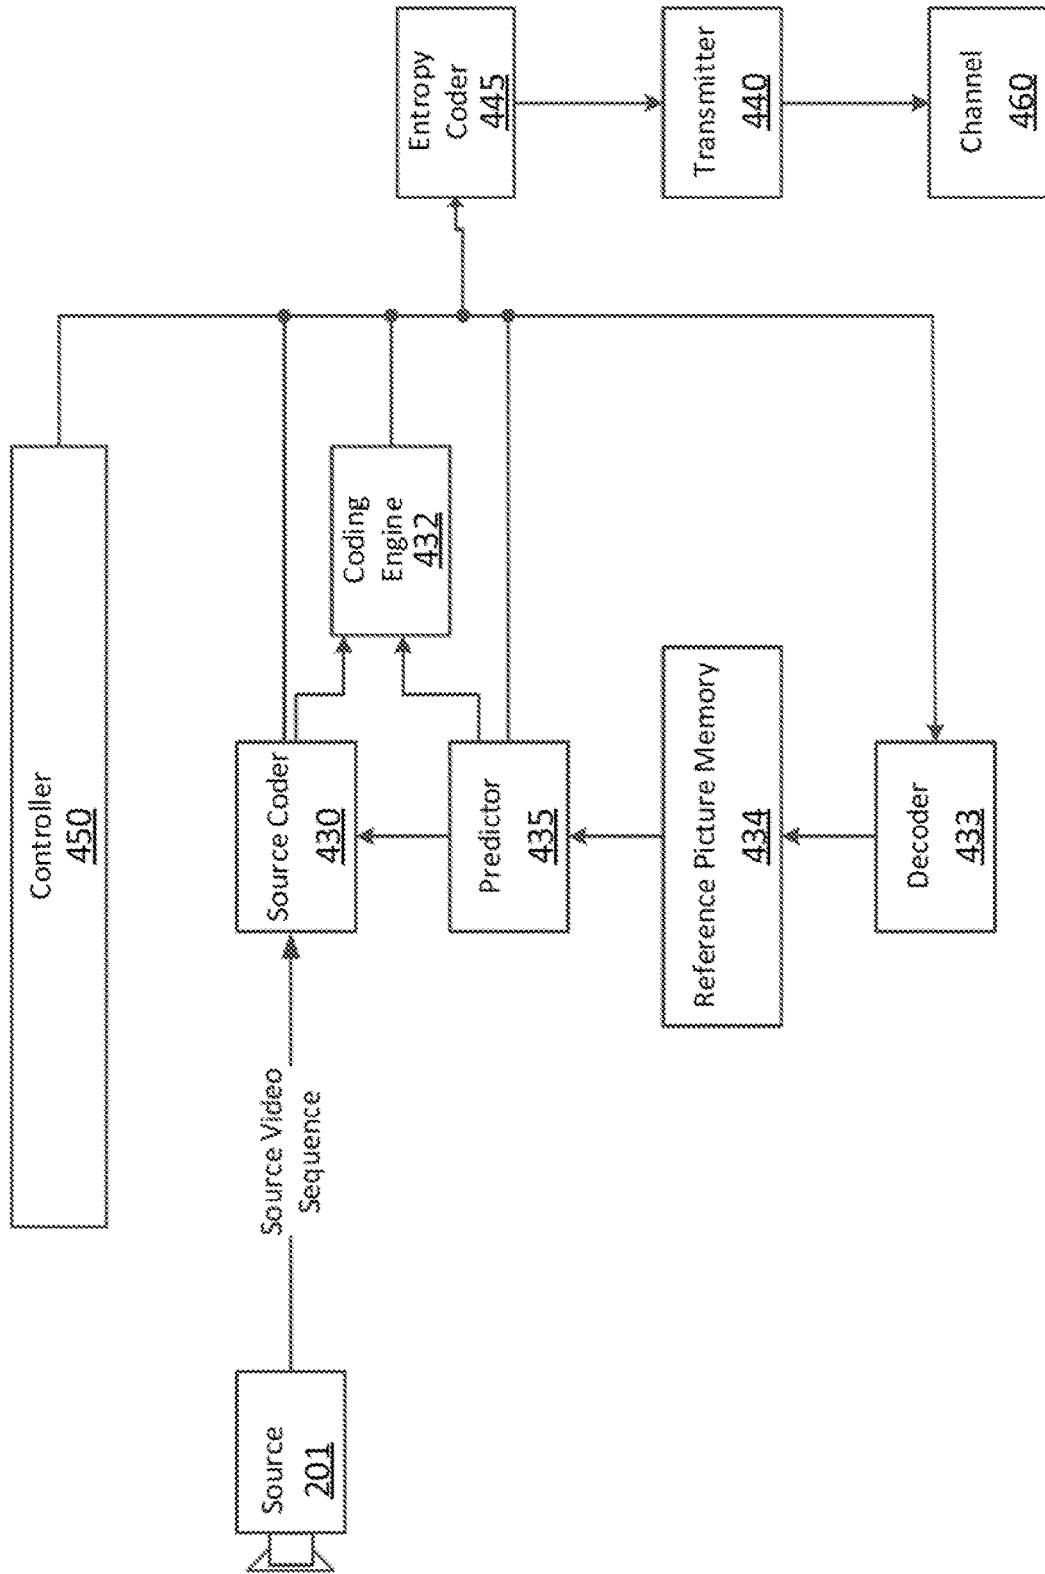 Controller
450
Source
201
Source Video
Sequence
Source Coder
430
Coding
Engine
432
Predictor
435
Reference Picture Memory
434
Decoder
433
Entropy
Coder
445
Transmitter
440
Channel
460